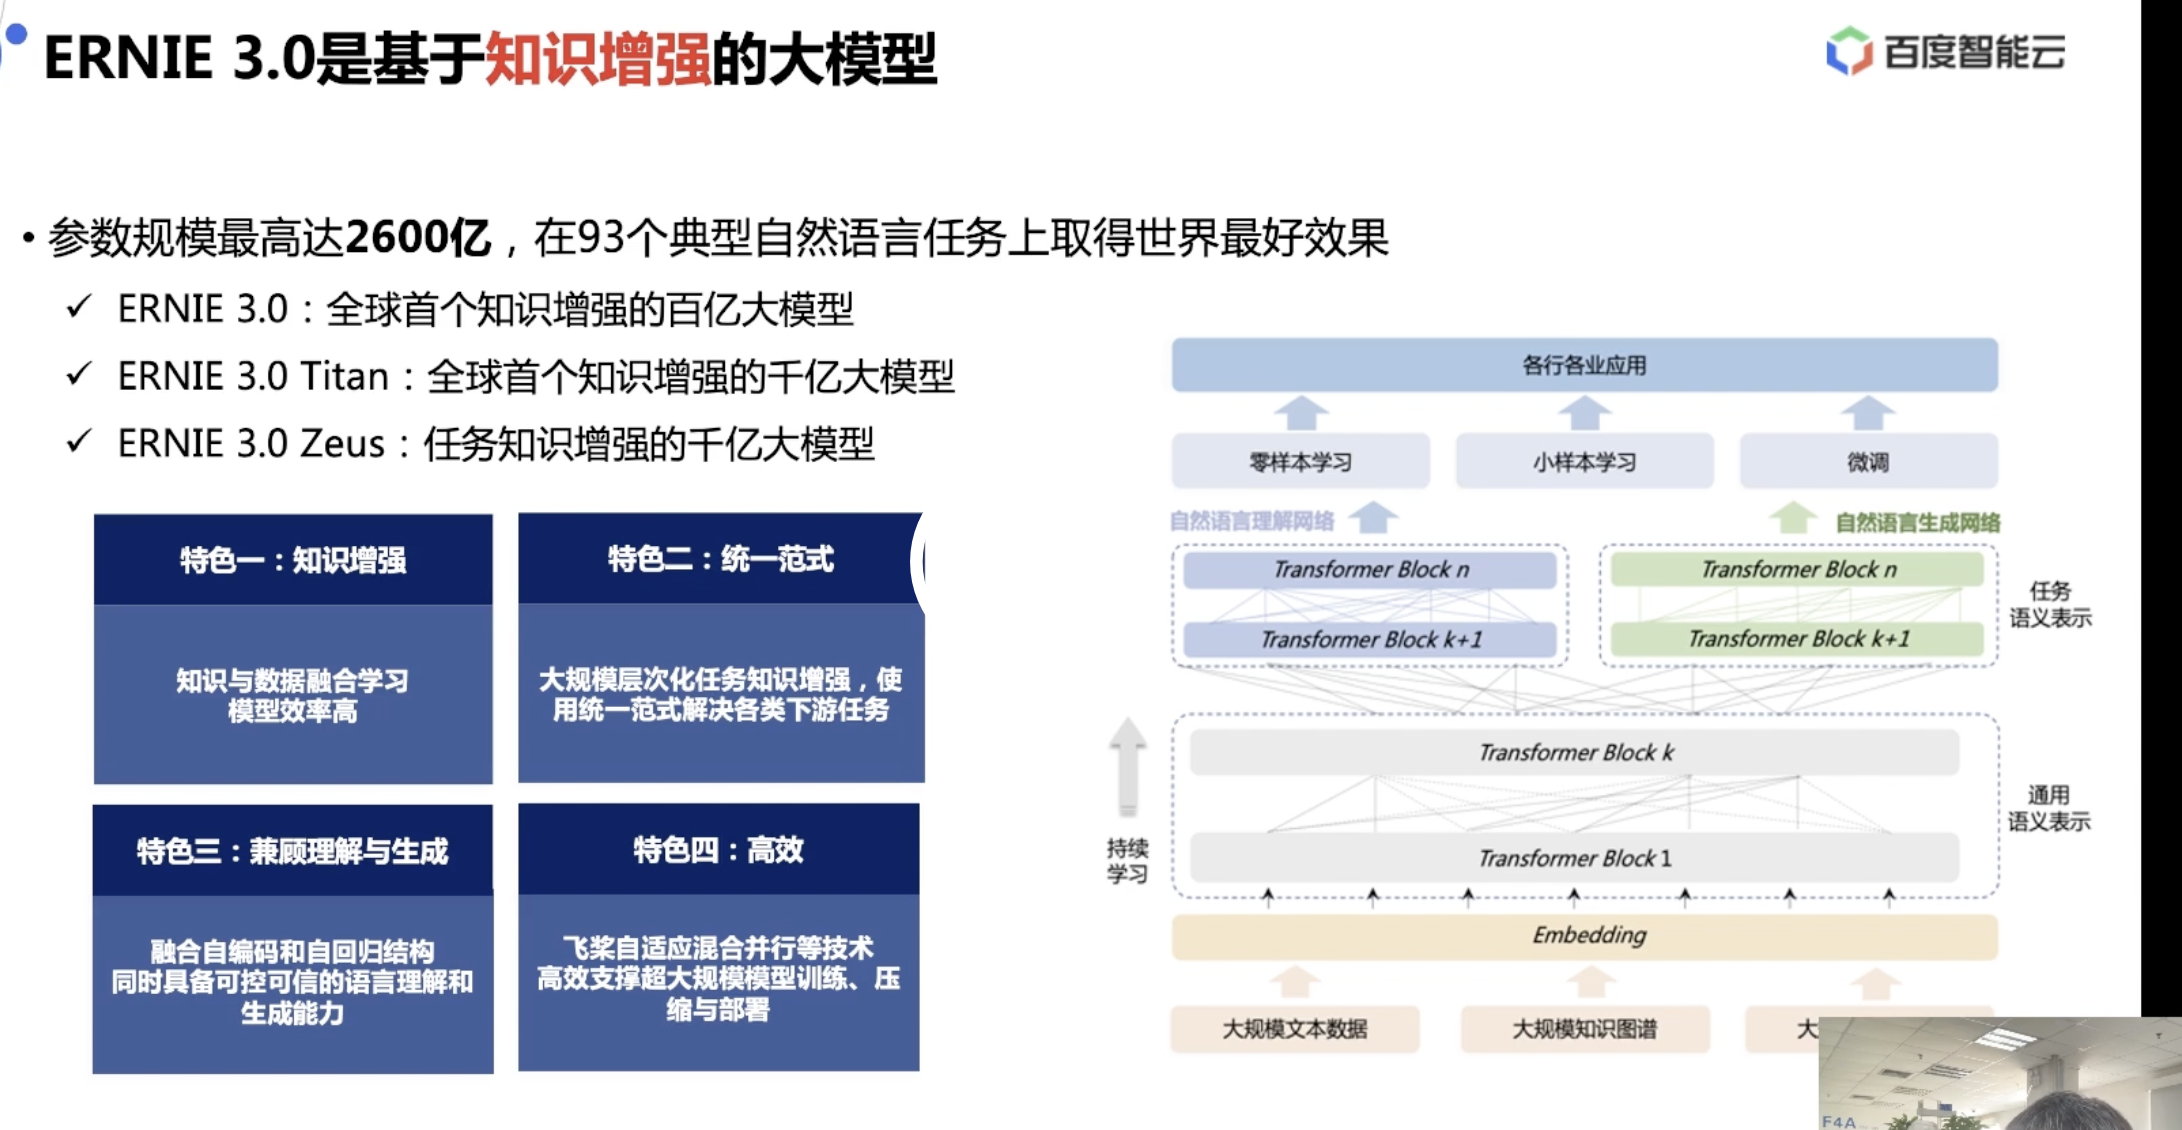 ERNIE 3.0是基于知识增强的大模型
百度智能云
• 参数规模最高达2600亿，在93个典型自然语言任务上取得世界最好效果
✓ ERNIE 3.0：全球首个知识增强的百亿大模型
✓ ERNIE 3.0 Titan：全球首个知识增强的千亿大模型
✓ ERNIE 3.0 Zeus：任务知识增强的千亿大模型
特色一：知识增强
知识与数据融合学习
模型效率高
特色二：统一范式
大规模层次化任务知识增强，使
用统一范式解决各类下游任务
特色三：兼顾理解与生成
融合自编码和自回归结构
同时具备可控可信的语言理解和
生成能力
特色四：高效
飞桨自适应混合并行等技术
高效支撑超大规模模型训练、压
缩与部署
各行各业应用
零样本学习
小样本学习
微调
自然语言理解网络
自然语言生成网络
Transformer Block n
Transformer Block n
Transformer Block k+1
Transformer Block k+1
任务
语义表示
Transformer Block k
Transformer Block 1
通用
语义表示
持续
学习
Embedding
大规模文本数据
大规模知识图谱
大
F4A